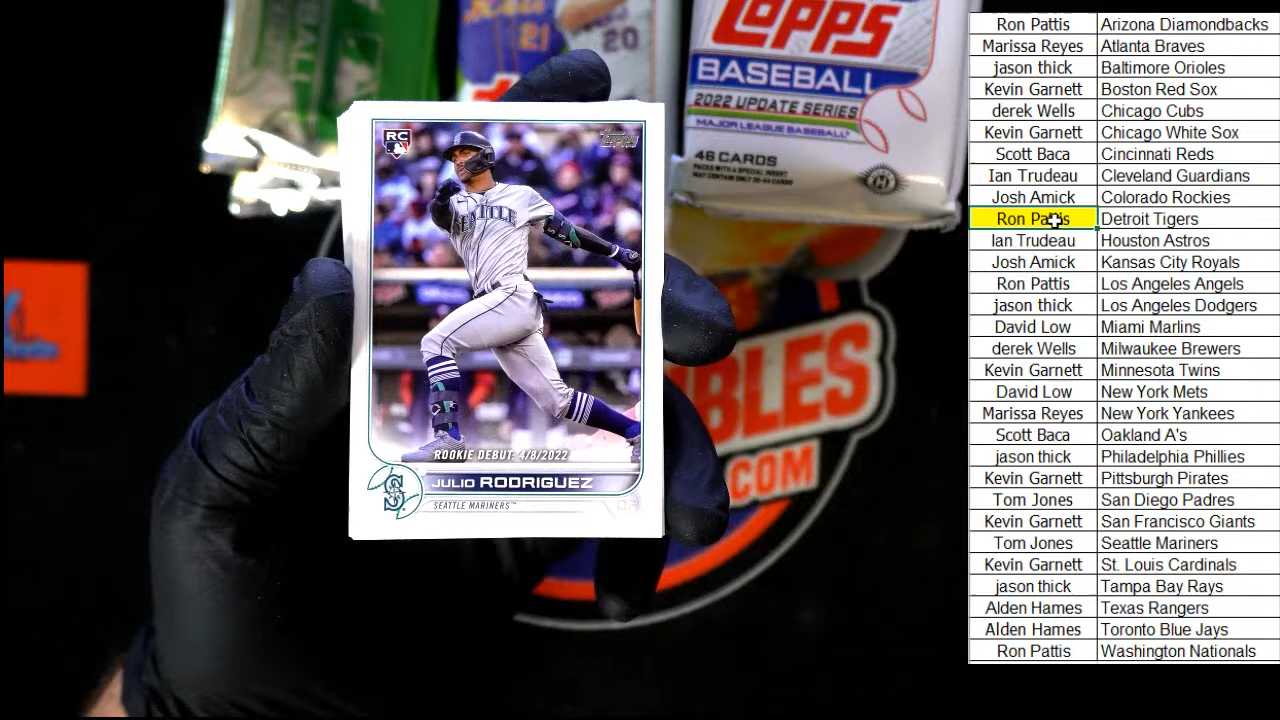 21
20
TOPPS
BASEBALL
2022 UPDATE SERIES
MAJOR LEAGUE BASEBALL
46 CARDS
RC
Topps
SEATTLE
ROOKIE DEBUT: 4/8/2022
JULIO RODRIGUEZ
SEATTLE MARINERS™
BLES
.COM
Ron Pattis Arizona Diamondbacks
Marissa Reyes Atlanta Braves
jason thick Baltimore Orioles
Kevin Garnett Boston Red Sox
derek Wells Chicago Cubs
Kevin Garnett Chicago White Sox
Scott Baca Cincinnati Reds
Ian Trudeau Cleveland Guardians
Josh Amick Colorado Rockies
Ron Pattis Detroit Tigers
Ian Trudeau Houston Astros
Josh Amick Kansas City Royals
Ron Pattis Los Angeles Angels
jason thick Los Angeles Dodgers
David Low Miami Marlins
derek Wells Milwaukee Brewers
Kevin Garnett Minnesota Twins
David Low New York Mets
Marissa Reyes New York Yankees
Scott Baca Oakland A's
jason thick Philadelphia Phillies
Kevin Garnett Pittsburgh Pirates
Tom Jones San Diego Padres
Kevin Garnett San Francisco Giants
Tom Jones Seattle Mariners
Kevin Garnett St. Louis Cardinals
jason thick Tampa Bay Rays
Alden Hames Texas Rangers
Alden Hames Toronto Blue Jays
Ron Pattis Washington Nationals